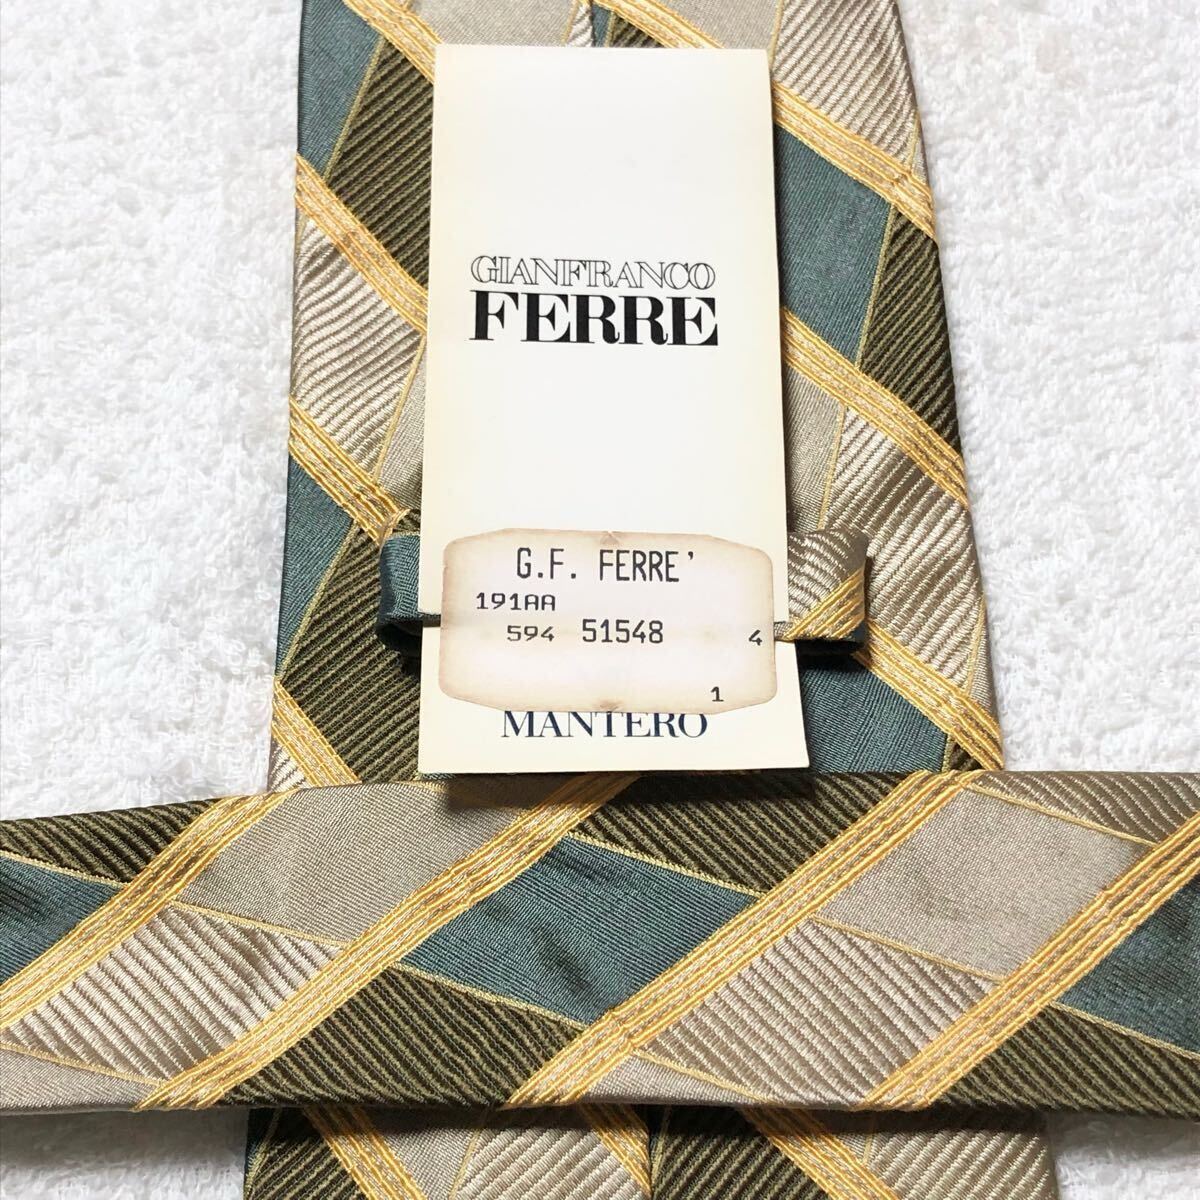 GIANFRANCO
FERRE
G.F. FERRE'
191AA
594 51548 4
1
MANTERO